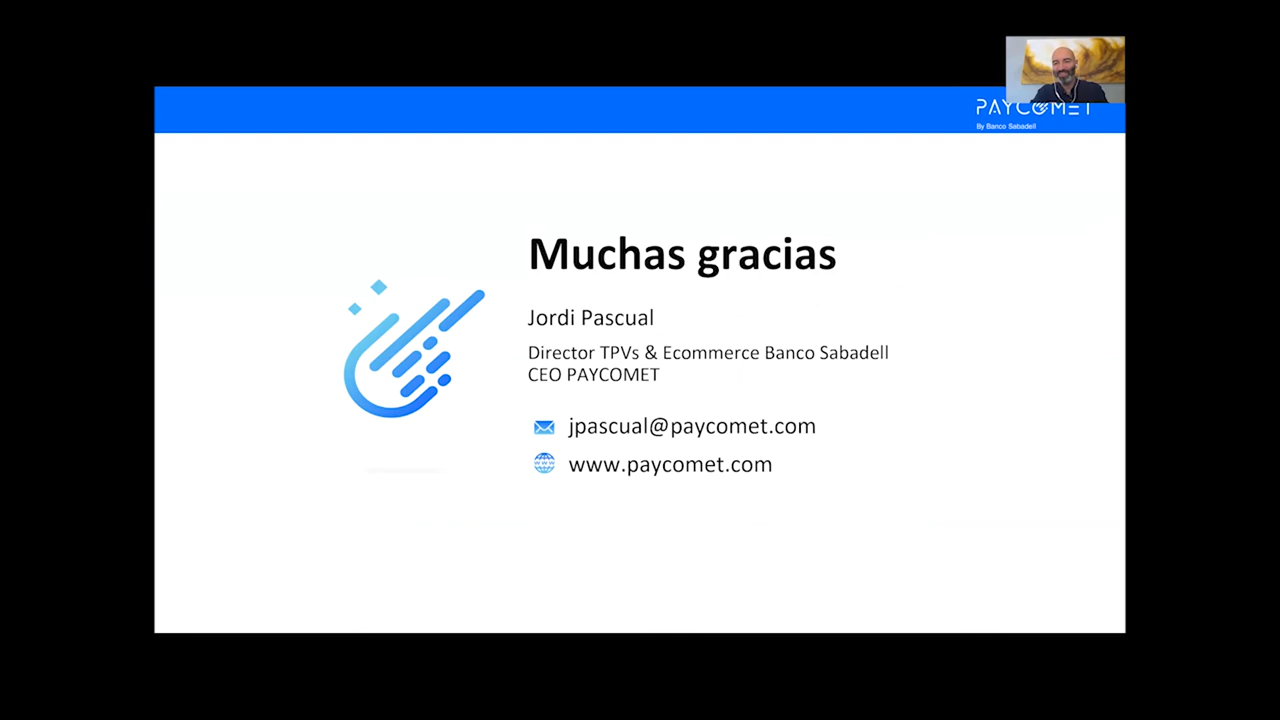 PAYCOMET
By Banco Sabadell
Muchas gracias
Jordi Pascual
Director TPVs & Ecommerce Banco Sabadell
CEO PAYCOMET
jpascual@paycomet.com
www.paycomet.com